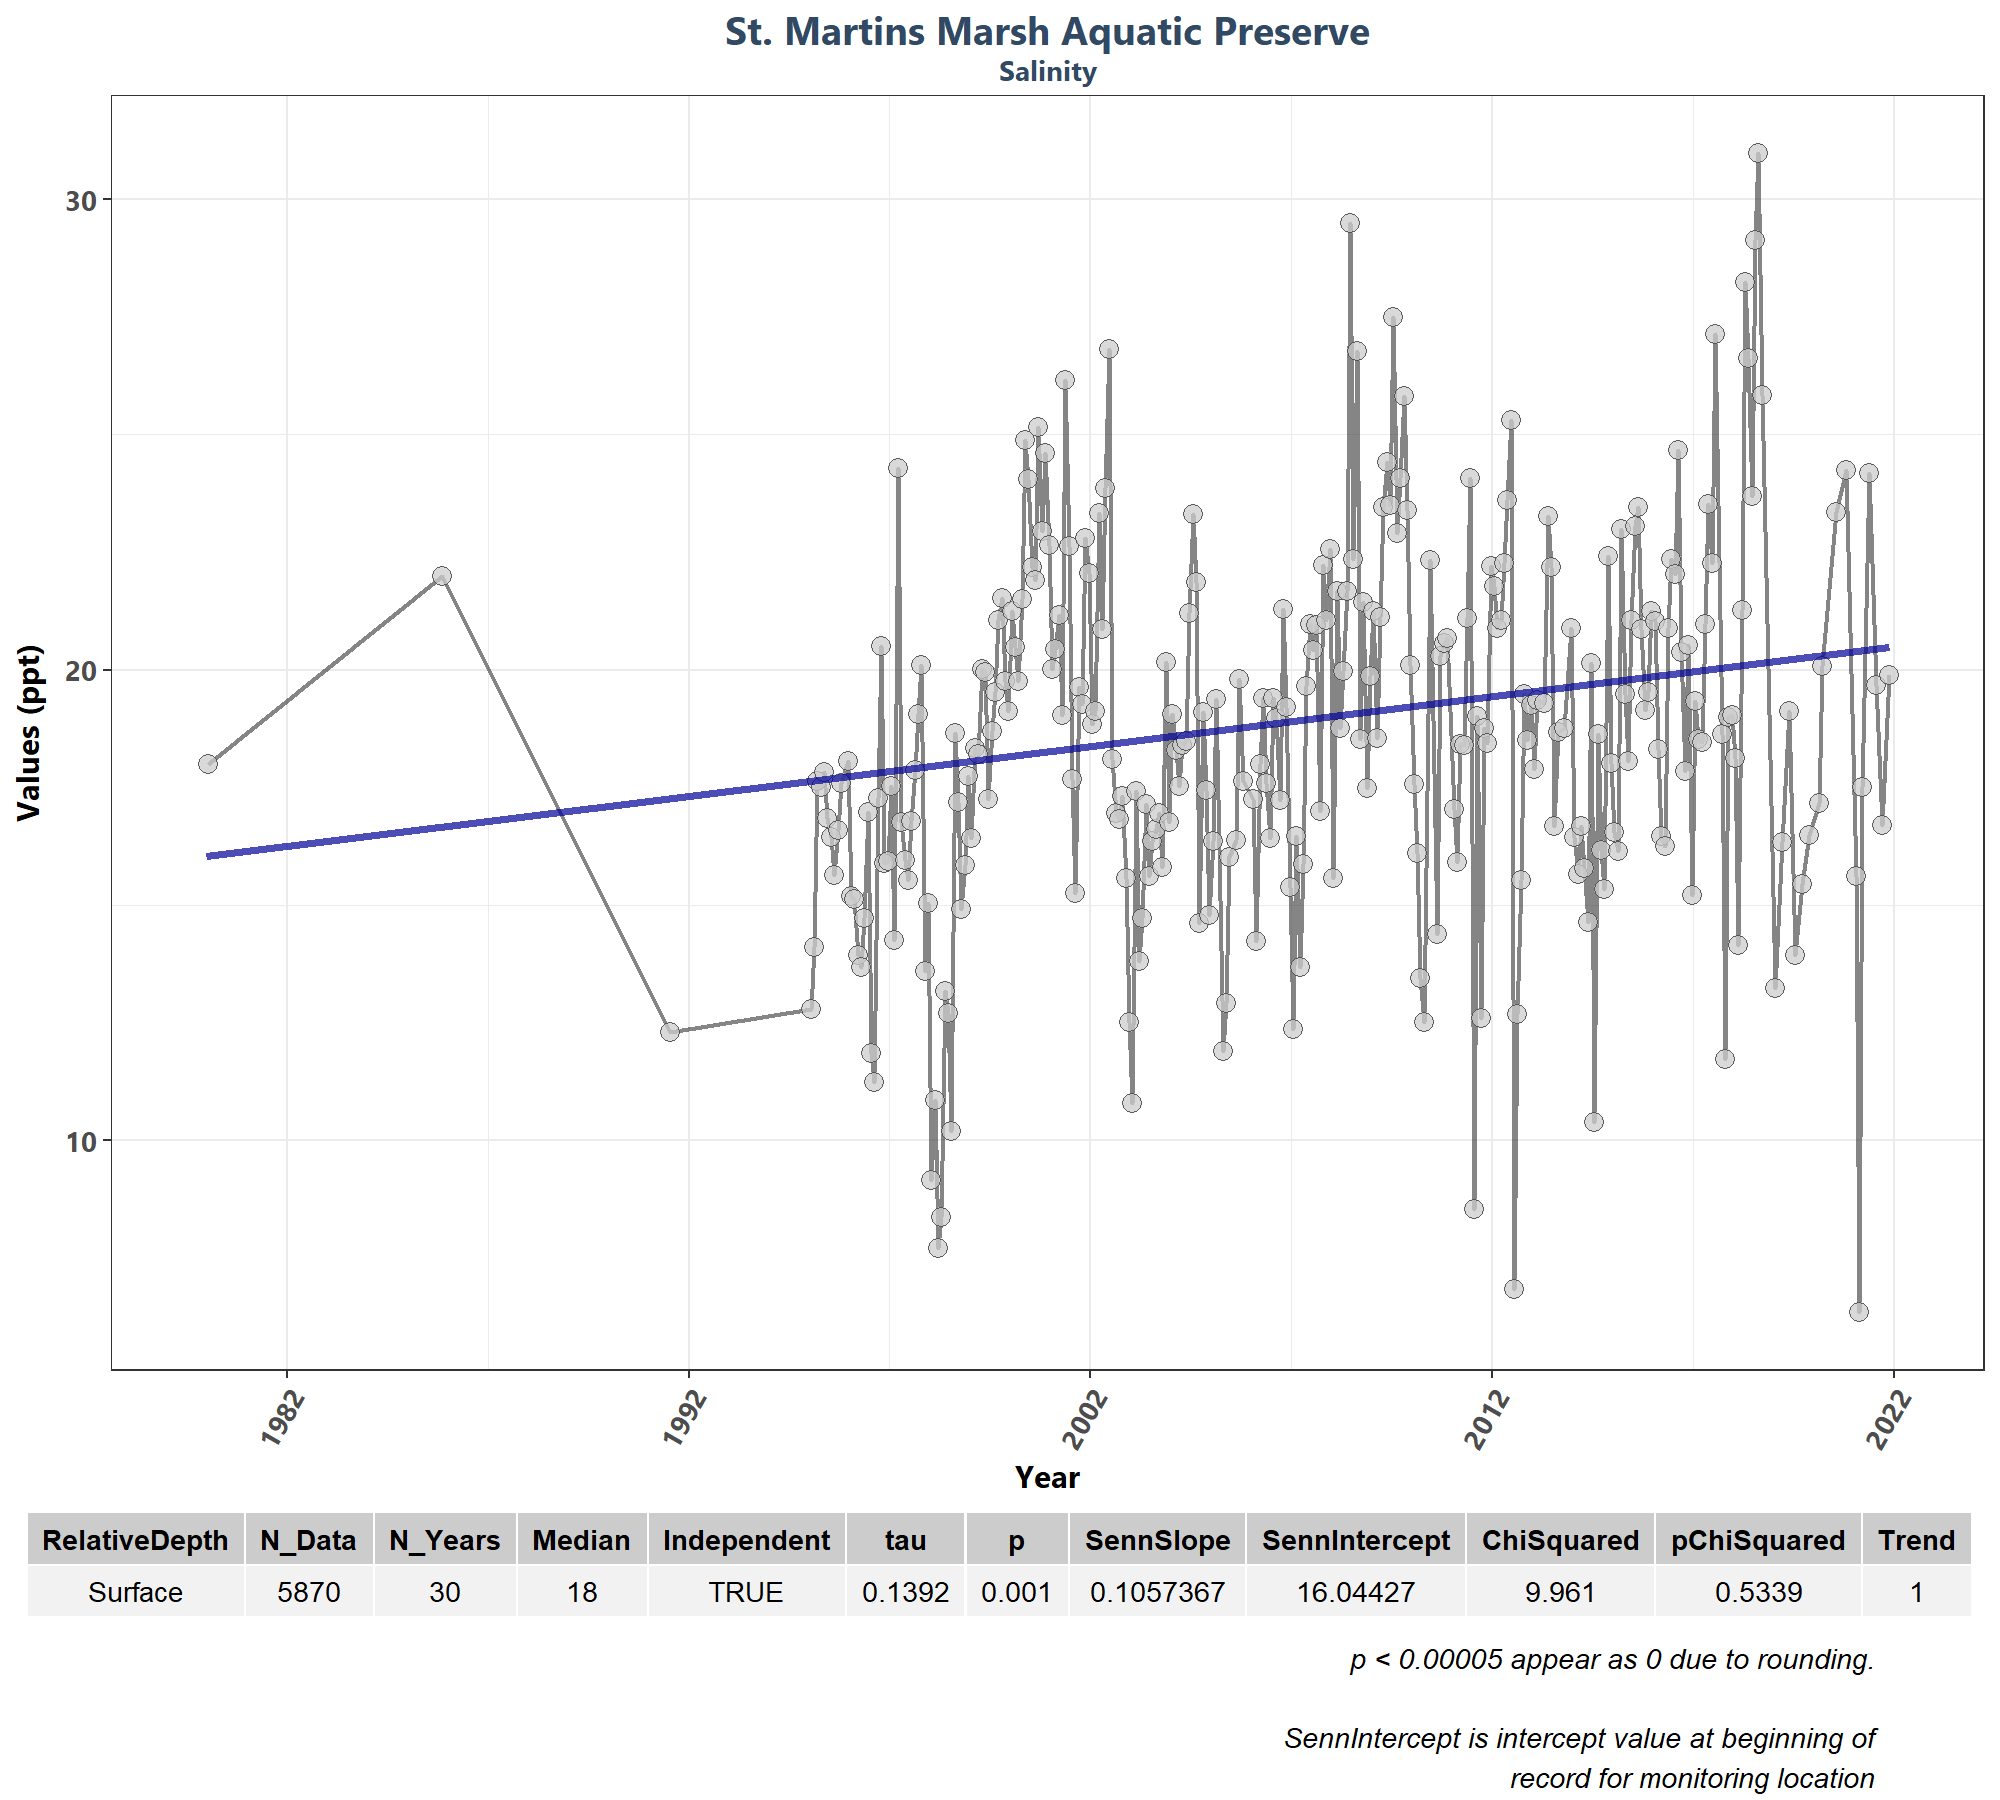 St. Martins Marsh Aquatic Preserve
Salinity
Values (ppt)
30
20
10
1982
1992
2002
2012
2022
Year
RelativeDepth N_Data N_Years Median Independent tau p SennSlope SennIntercept ChiSquared pChiSquared Trend
Surface 5870 30 18 TRUE 0.1392 0.001 0.1057367 16.04427 9.961 0.5339 1
p < 0.00005 appear as 0 due to rounding.
SennIntercept is intercept value at beginning of
record for monitoring location